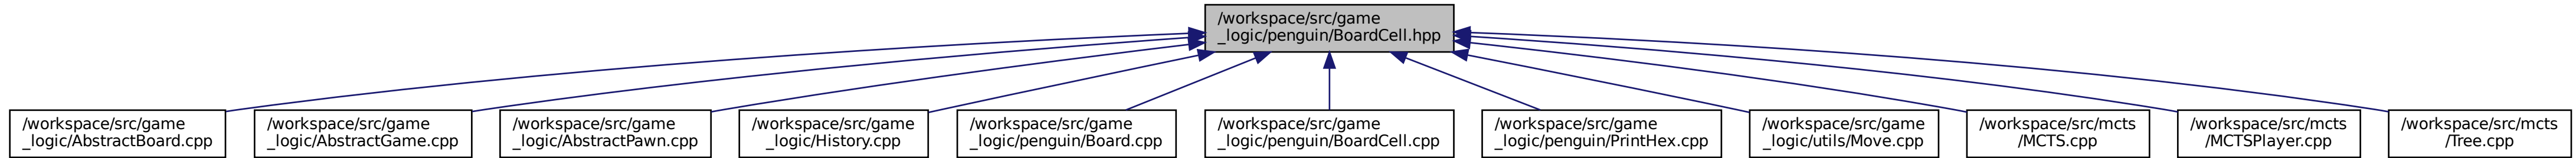 /workspace/src/game
_logic/penguin/BoardCell.hpp
/workspace/src/game
_logic/AbstractBoard.cpp
/workspace/src/game
_logic/AbstractGame.cpp
/workspace/src/game
_logic/AbstractPawn.cpp
/workspace/src/game
_logic/History.cpp
/workspace/src/game
_logic/penguin/Board.cpp
/workspace/src/game
_logic/penguin/BoardCell.cpp
/workspace/src/game
_logic/penguin/PrintHex.cpp
/workspace/src/game
_logic/utils/Move.cpp
/workspace/src/mcts
/MCTS.cpp
/workspace/src/mcts
/MCTSPlayer.cpp
/workspace/src/mcts
/Tree.cpp